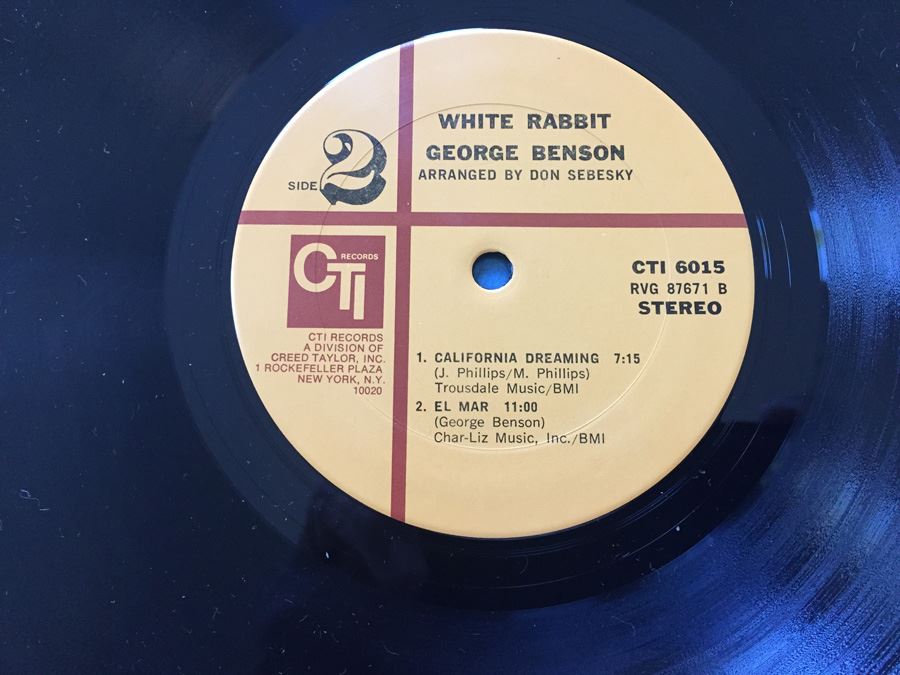 WHITE RABBIT
GEORGE BENSON
ARRANGED BY DON SEBESKY
SIDE 2
CTI RECORDS
CTI RECORDS
A DIVISION OF
CREED TAYLOR, INC.
1 ROCKEFELLER PLAZA
NEW YORK, N.Y.
10020
CTI 6015
RVG 87671 B
STEREO
1. CALIFORNIA DREAMING 7:15
(J. Phillips/M. Phillips)
Trousdale Music/BMI
2. EL MAR 11:00
(George Benson)
Char-Liz Music, Inc./BMI